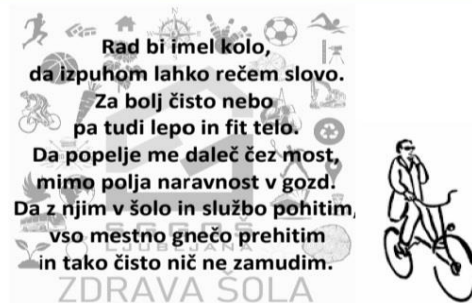 Rad bi imel kolo,
da izpuhom lahko rečem slovo.
Za bolj čisto nebo
pa tudi lepo in fit telo.
Da popelje me daleč čez most,
mimo polja naravnost v gozd.
Da z njim v šolo in službo pohitim,
vso mestno gnečo prehitim
in tako čisto nič ne zamudim.
LJUBLJANA
ZDRAVA ŠOLA